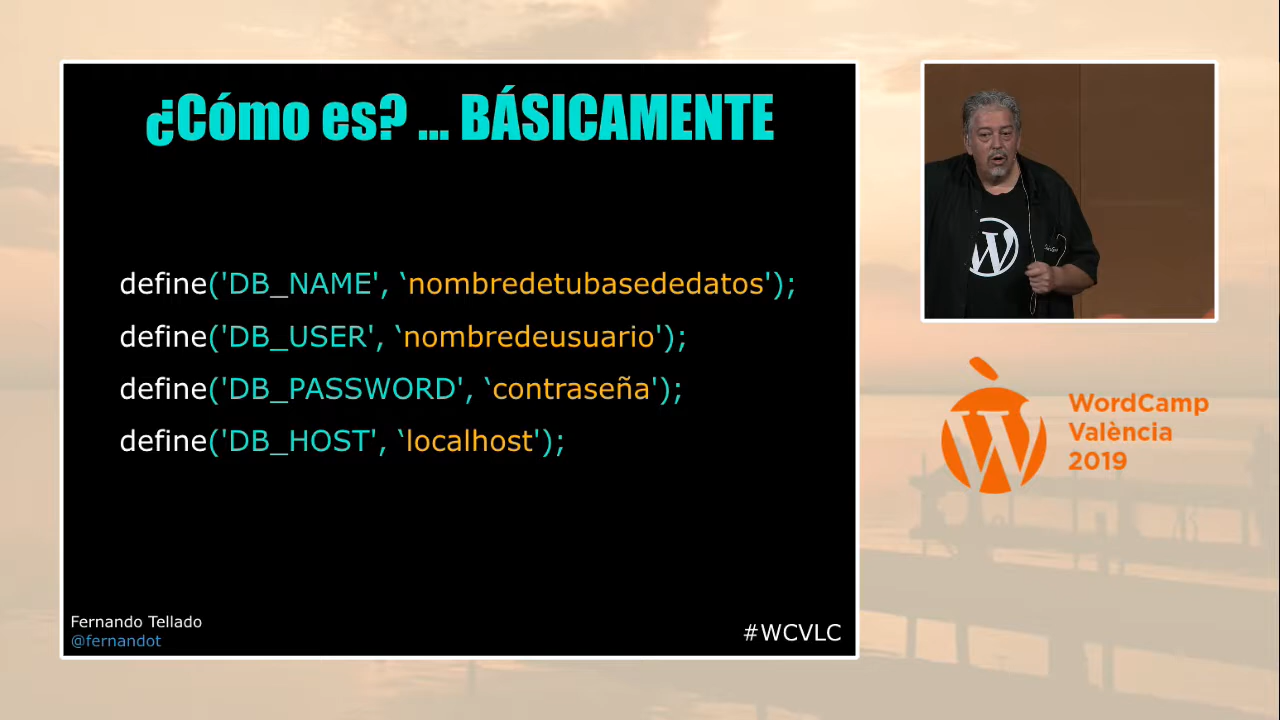 ¿Cómo es? ... BÁSICAMENTE
define('DB_NAME', ‘nombredetubasededatos');
define('DB_USER', ‘nombredeusuario');
define('DB_PASSWORD', ‘contraseña');
define('DB_HOST', ‘localhost');
Fernando Tellado
@fernandot
#WCVLC
WordCamp
València
2019